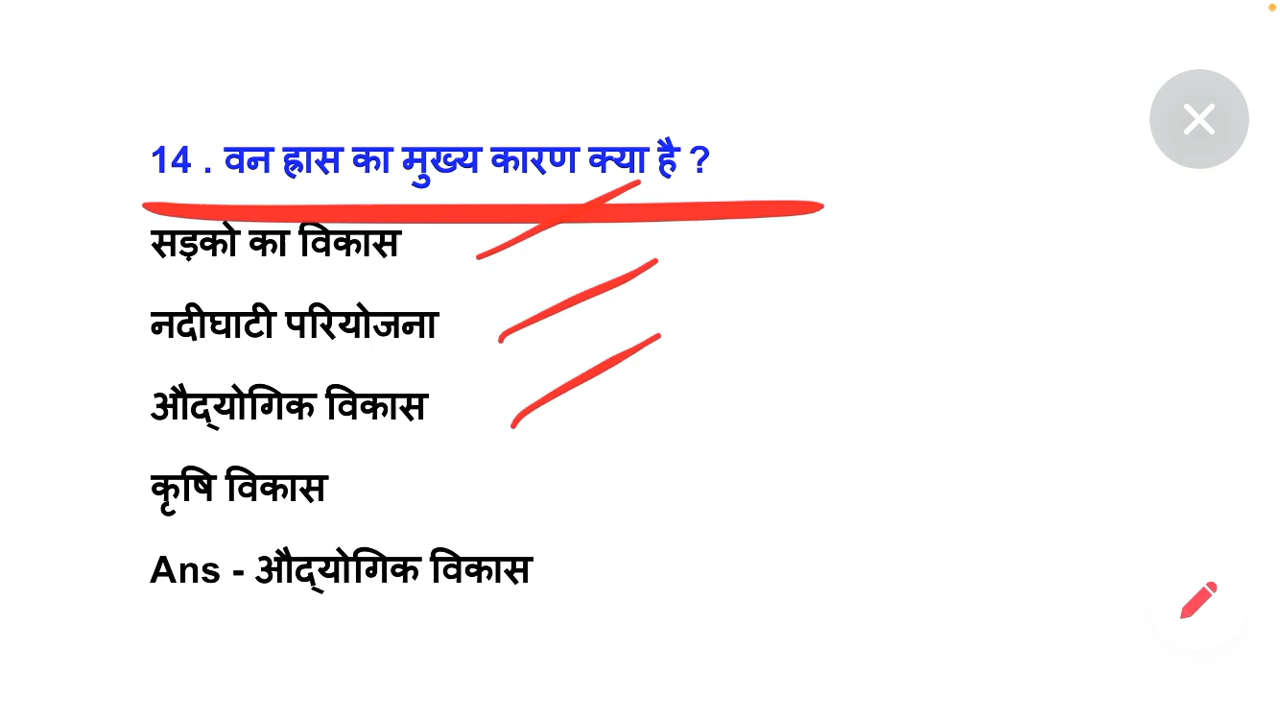 14 . वन ह्रास का मुख्य कारण क्या है ?
सड़को का विकास
नदीघाटी परियोजना
औद्‌योगिक विकास
कृषि विकास
Ans - औद्‌योगिक विकास